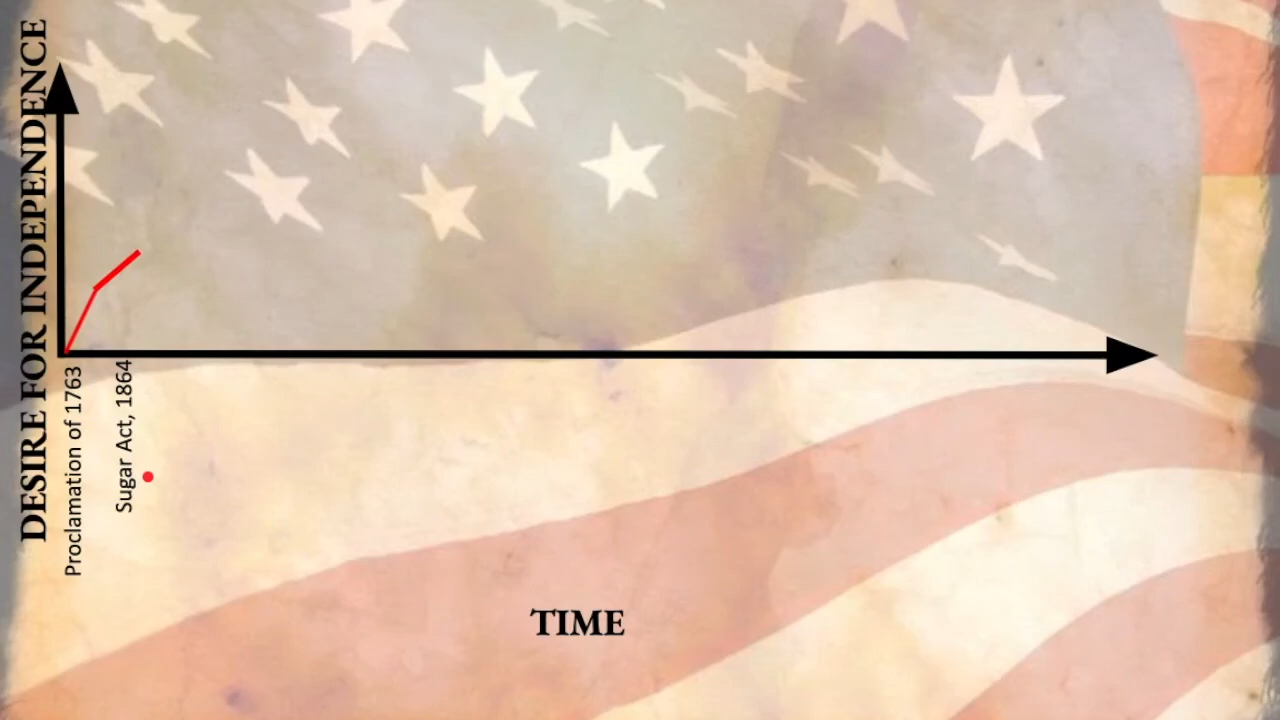 DESIRE FOR INDEPENDENCE
Proclamation of 1763
Sugar Act, 1864
TIME